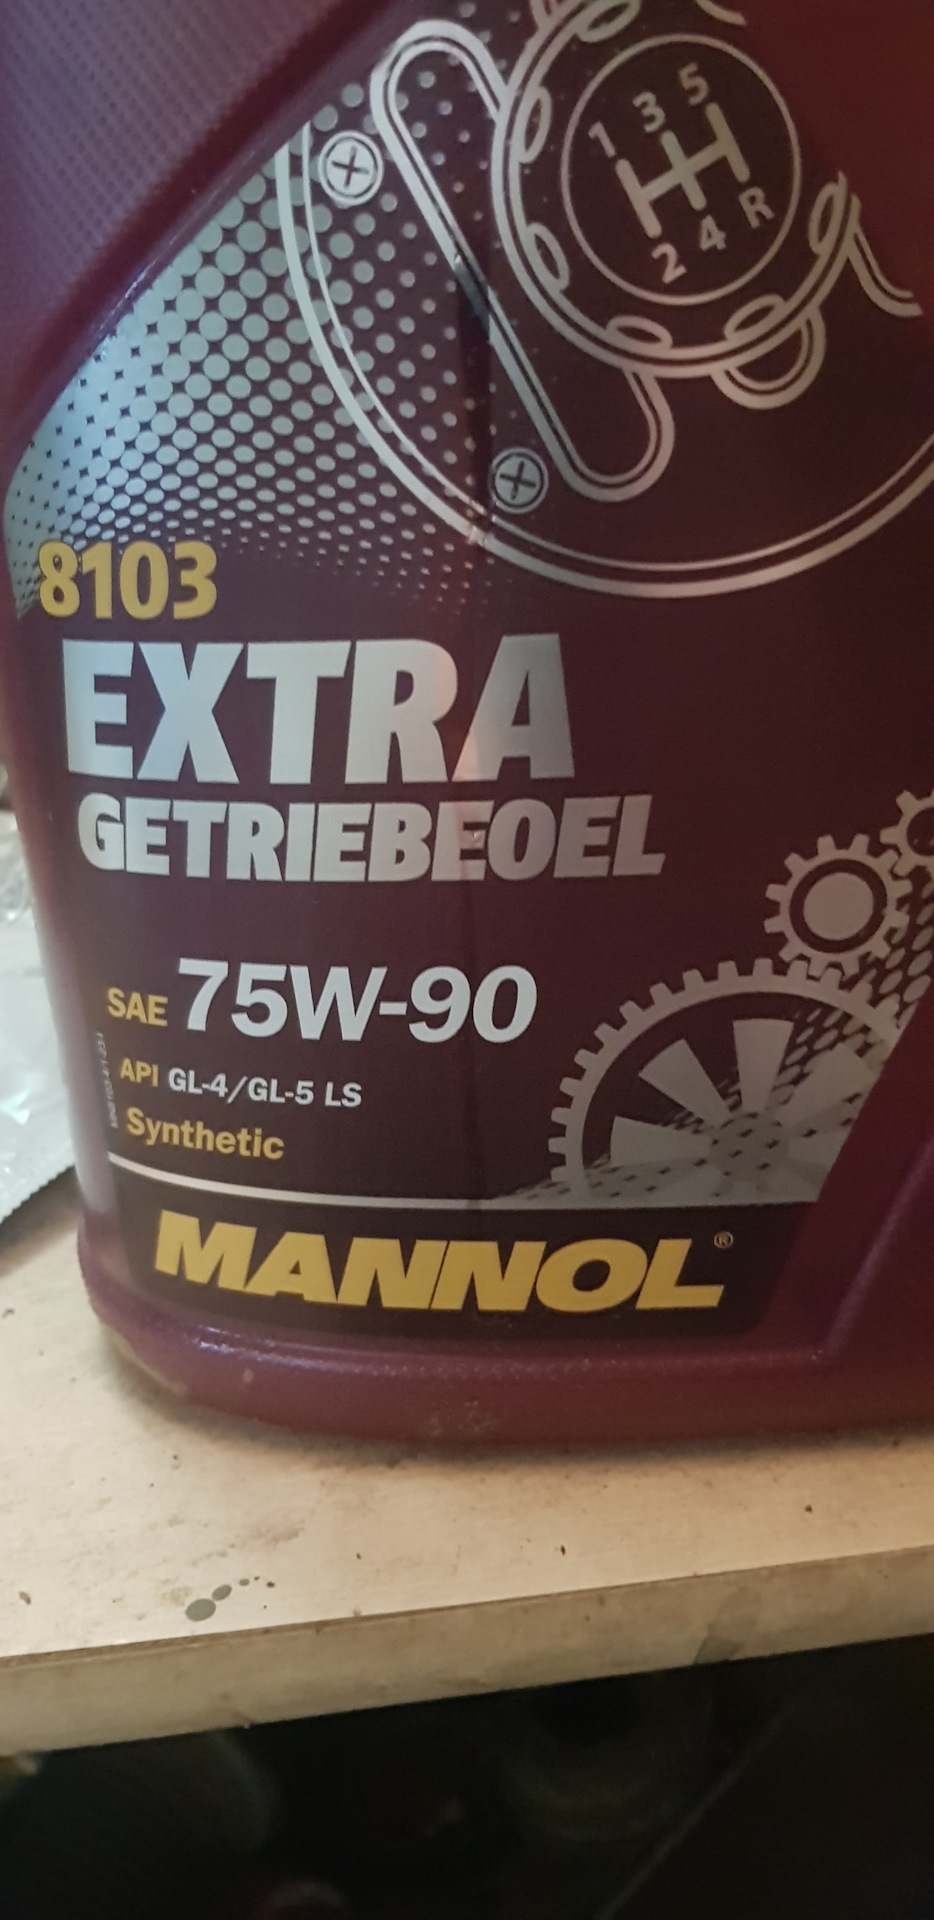 1 3 5
2 4 R
8103
EXTRA
GETRIEBEOEL
SAE 75W-90
API GL-4/GL-5 LS
Synthetic
MANNOL®